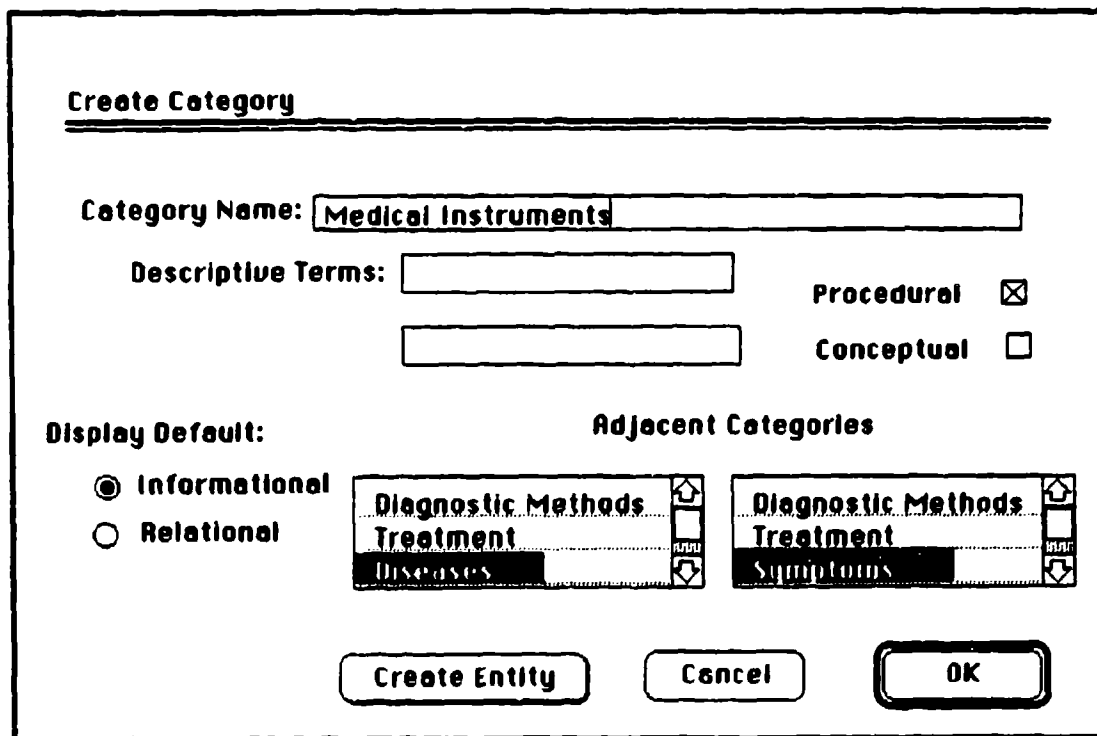 Create Category
Category Name: Medical Instruments
Descriptive Terms:
Procedural
Conceptual
Display Default:
Adjacent Categories
Informational
Relational
Diagnostic Methods
Treatment
Diseases
Diagnostic Methods
Treatment
Symptoms
Create Entity
Cancel
OK